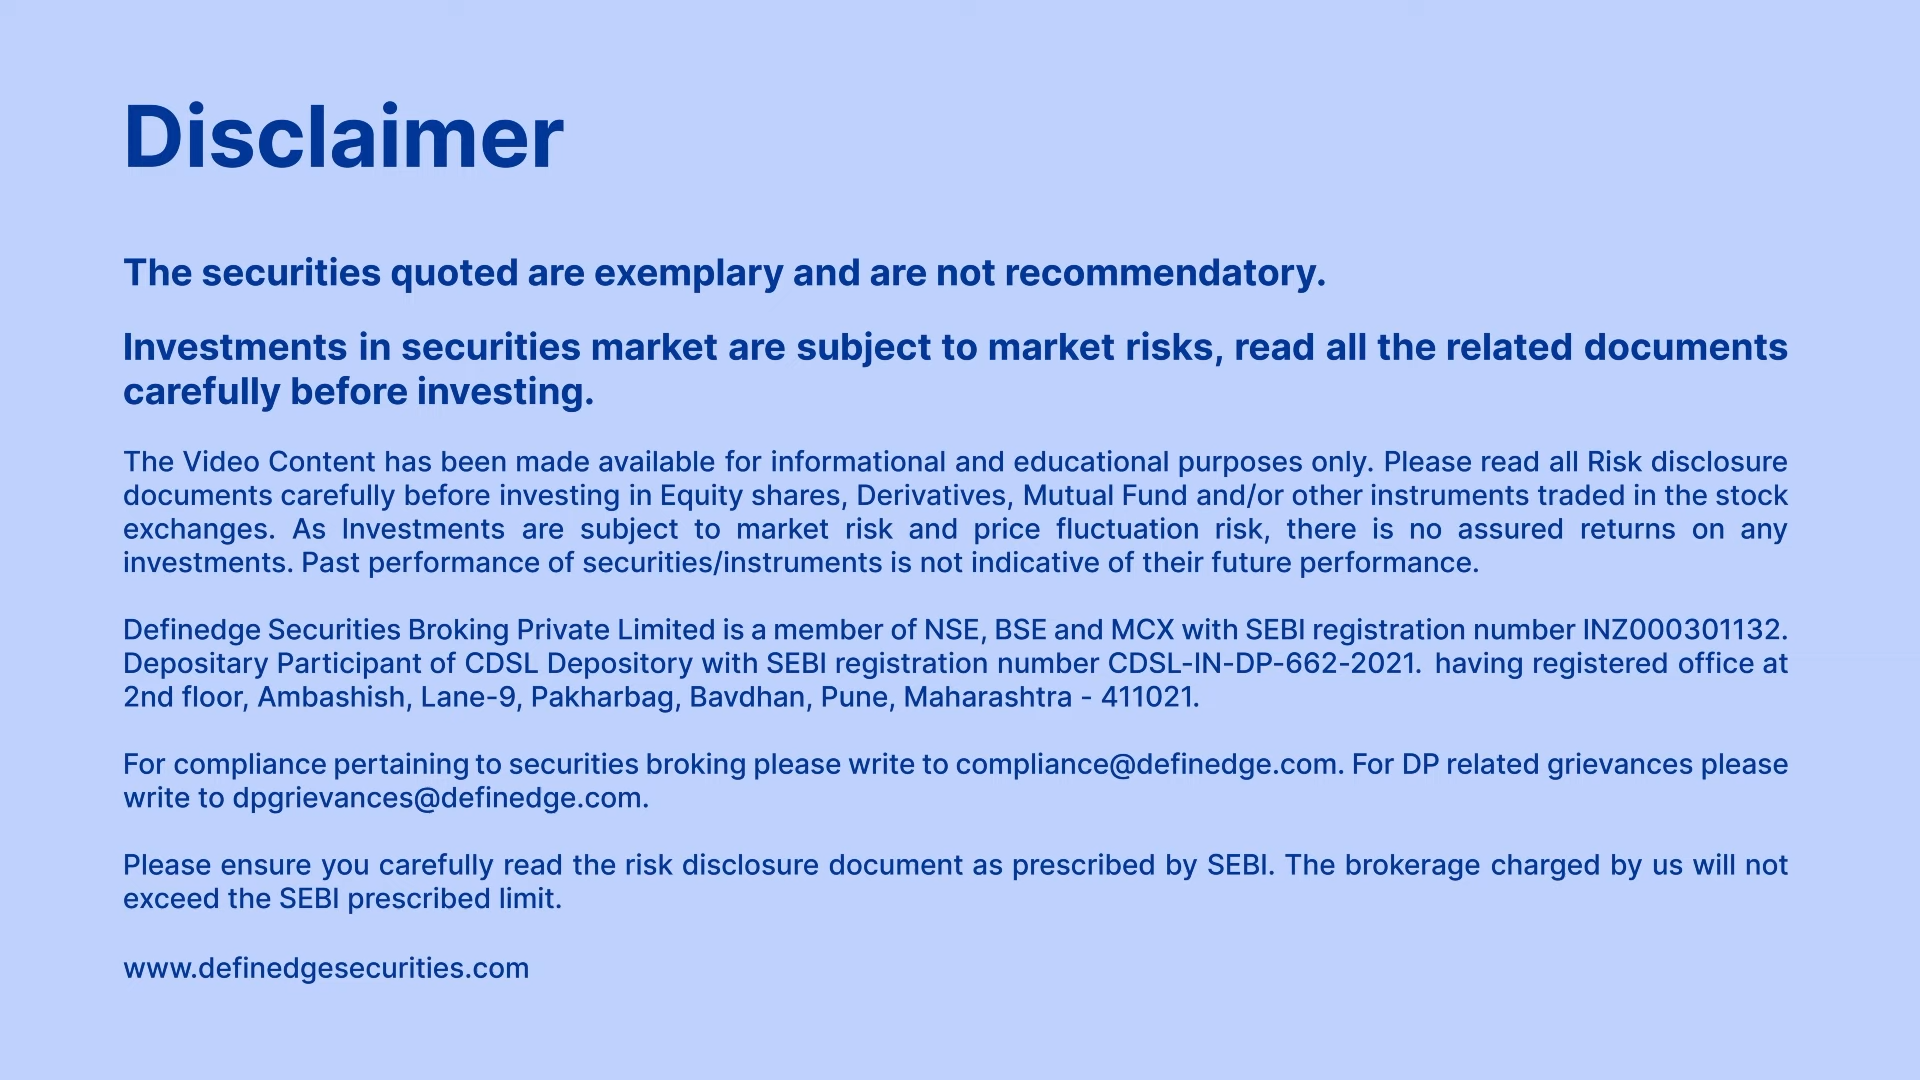 Disclaimer
The securities quoted are exemplary and are not recommendatory.
Investments in securities market are subject to market risks, read all the related documents
carefully before investing.
The Video Content has been made available for informational and educational purposes only. Please read all Risk disclosure
documents carefully before investing in Equity shares, Derivatives, Mutual Fund and/or other instruments traded in the stock
exchanges. As Investments are subject to market risk and price fluctuation risk, there is no assured returns on any
investments. Past performance of securities/instruments is not indicative of their future performance.
Definedge Securities Broking Private Limited is a member of NSE, BSE and MCX with SEBI registration number INZ000301132.
Depositary Participant of CDSL Depository with SEBI registration number CDSL-IN-DP-662-2021. having registered office at
2nd floor, Ambashish, Lane-9, Pakharbag, Bavdhan, Pune, Maharashtra - 411021.
For compliance pertaining to securities broking please write to compliance@definedge.com. For DP related grievances please
write to dpgrievances@definedge.com.
Please ensure you carefully read the risk disclosure document as prescribed by SEBI. The brokerage charged by us will not
exceed the SEBI prescribed limit.
www.definedgesecurities.com